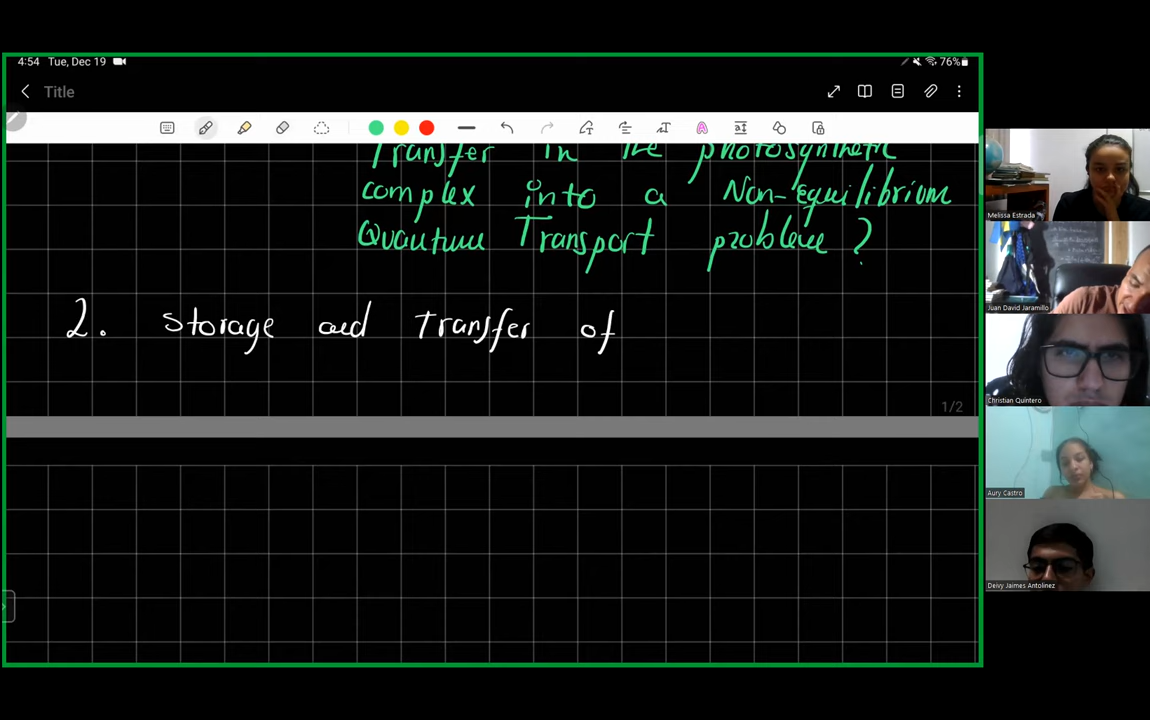 4:54 Tue, Dec 19
76%
Title
Transfer in the photosynthetic
complex into a Non-equilibrium
Quantum Transport problem?
2. Storage and Transfer of
1/2
Melissa Estrada
Juan David Jaramillo
Christian Quintero
Aury Castro
Deivy Jaimes Antolinez